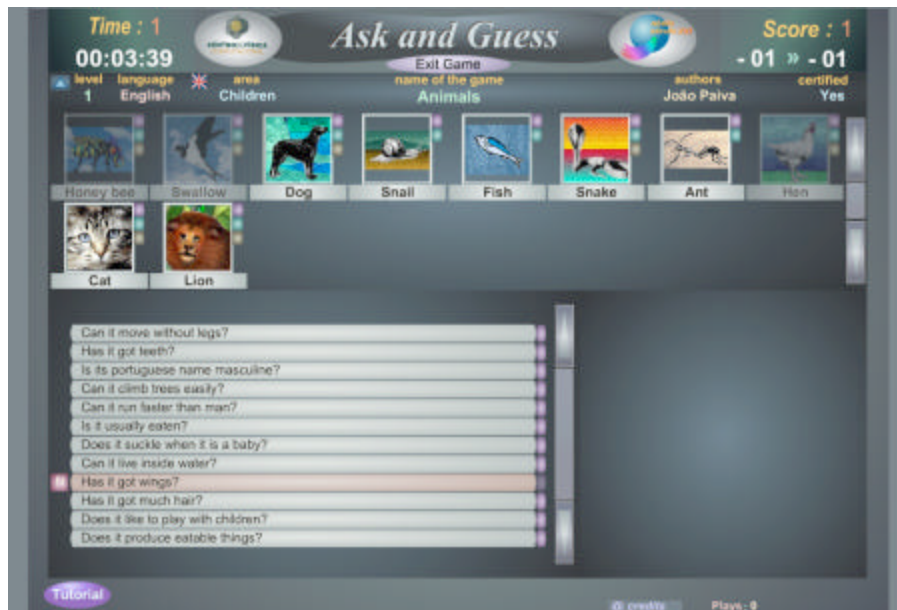 Time : 1
Ask and Guess
Score : 1
00:03:39
Exit Game
- 01 » - 01
level
language
area
name of the game
authors
certified
1
English
Children
Animals
João Paiva
Yes
Honey bee
Swallow
Dog
Snail
Fish
Snake
Ant
Hen
Cat
Lion
Can it move without legs?
Has it got teeth?
Is its portuguese name masculine?
Can it climb trees easily?
Can it run faster than man?
Is it usually eaten?
Does it suckle when it is a baby?
Can it live inside water?
N Has it got wings?
Has it got much hair?
Does it like to play with children?
Does it produce eatable things?
Tutorial
credits
Plays - 9